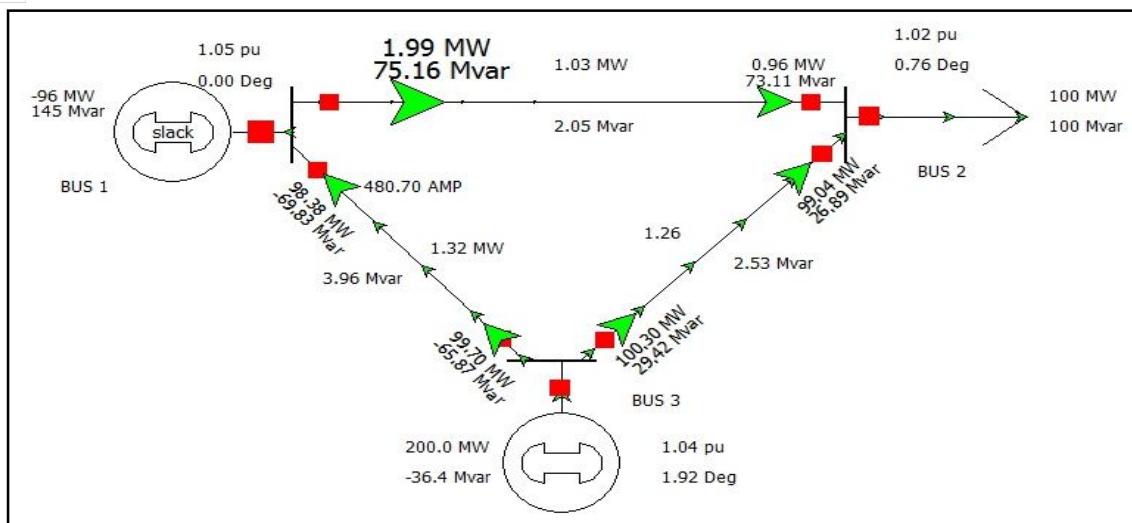 1.05 pu
0.00 Deg
1.99 MW
75.16 Mvar
1.03 MW
2.05 Mvar
0.96 MW
73.11 Mvar
1.02 pu
0.76 Deg
-96 MW
145 Mvar
slack
BUS 1
100 MW
100 Mvar
BUS 2
480.70 AMP
98.38 MW
-69.83 Mvar
99.04 MW
26.89 Mvar
1.32 MW
3.96 Mvar
1.26
2.53 Mvar
99.70 MW
-65.87 Mvar
100.30 MW
29.42 Mvar
BUS 3
200.0 MW
-36.4 Mvar
1.04 pu
1.92 Deg